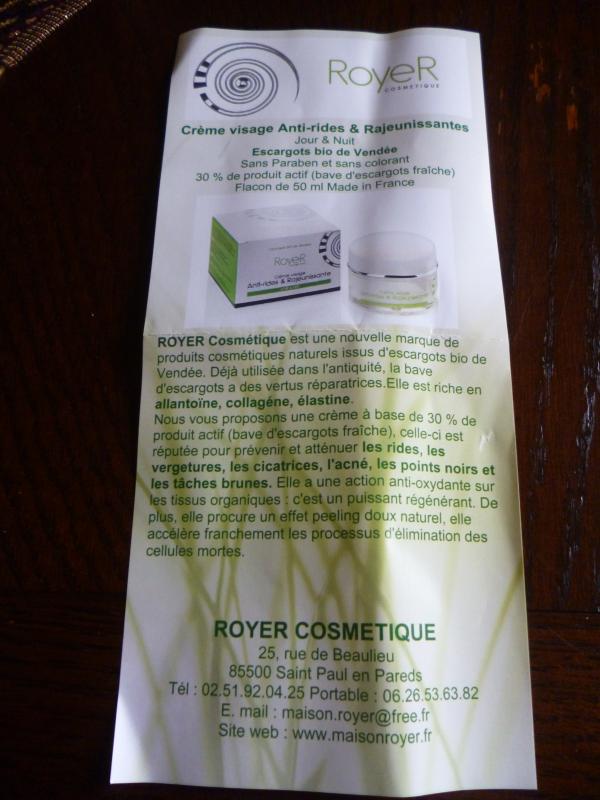 RoyeR
COSMETIQUE
Crème visage Anti-rides & Rajeunissantes
Jour & Nuit
Escargots bio de Vendée
Sans Paraben et sans colorant
30 % de produit actif (bave d'escargots fraîche)
Flacon de 50 ml Made in France
RoyeR
Crème visage
Anti-rides & Rajeunissante
ROYER Cosmétique est une nouvelle marque de
produits cosmétiques naturels issus d'escargots bio de
Vendée. Déjà utilisée dans l'antiquité, la bave
d'escargots a des vertus réparatrices.Elle est riche en
allantoïne, collagéne, élastine.
Nous vous proposons une crème à base de 30 % de
produit actif (bave d'escargots fraîche), celle-ci est
réputée pour prévenir et atténuer les rides, les
vergetures, les cicatrices, l'acné, les points noirs et
les tâches brunes. Elle a une action anti-oxydante sur
les tissus organiques : c'est un puissant régénérant. De
plus, elle procure un effet peeling doux naturel, elle
accélère franchement les processus d'élimination des
cellules mortes.
ROYER COSMETIQUE
25, rue de Beaulieu
85500 Saint Paul en Pareds
Tél : 02.51.92.04.25 Portable : 06.26.53.63.82
E. mail : maison.royer@free.fr
Site web : www.maisonroyer.fr